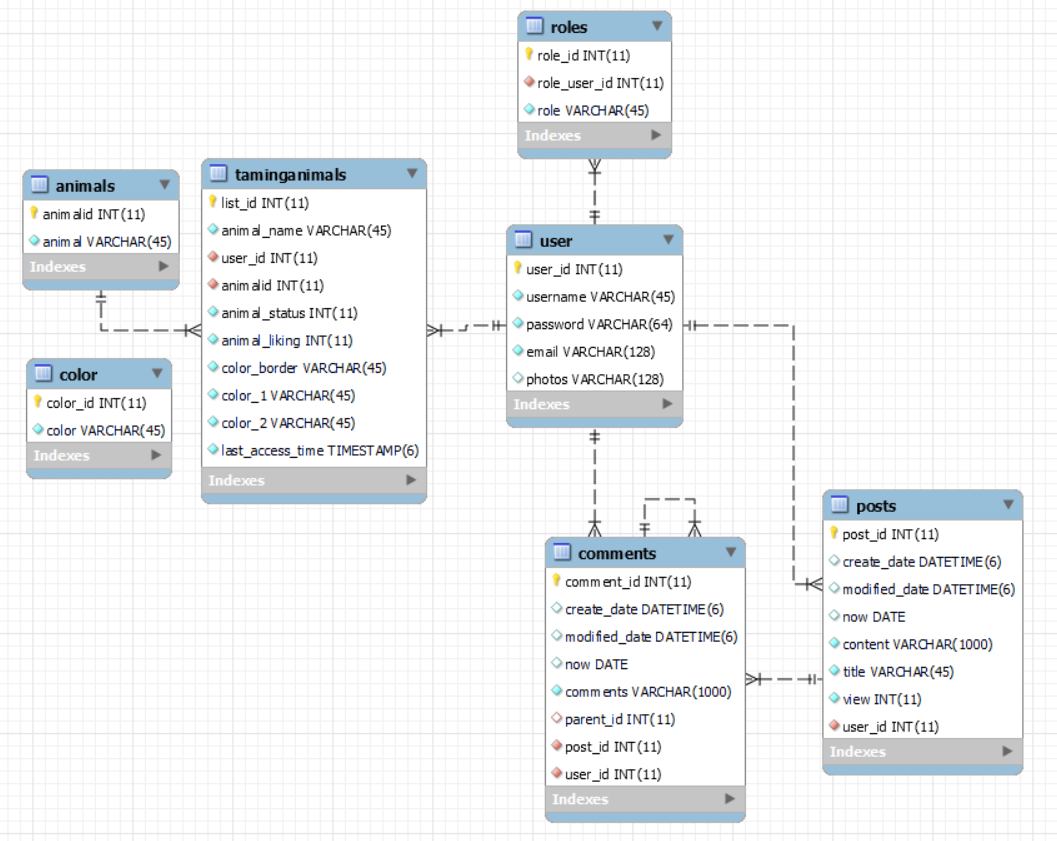 roles
role_id INT(11)
role_user_id INT(11)
role VARCHAR(45)
Indexes
animals
animalid INT(11)
animal VARCHAR(45)
Indexes
taminganimals
list_id INT(11)
animal_name VARCHAR(45)
user_id INT(11)
animalid INT(11)
animal_status INT(11)
animal_liking INT(11)
color_border VARCHAR(45)
color_1 VARCHAR(45)
color_2 VARCHAR(45)
last_access_time TIMESTAMP(6)
Indexes
user
user_id INT(11)
username VARCHAR(45)
password VARCHAR(64)
email VARCHAR(128)
photos VARCHAR(128)
Indexes
color
color_id INT(11)
color VARCHAR(45)
Indexes
comments
comment_id INT(11)
create_date DATETIME(6)
modified_date DATETIME(6)
now DATE
comments VARCHAR(1000)
parent_id INT(11)
post_id INT(11)
user_id INT(11)
Indexes
posts
post_id INT(11)
create_date DATETIME(6)
modified_date DATETIME(6)
now DATE
content VARCHAR(1000)
title VARCHAR(45)
view INT(11)
user_id INT(11)
Indexes